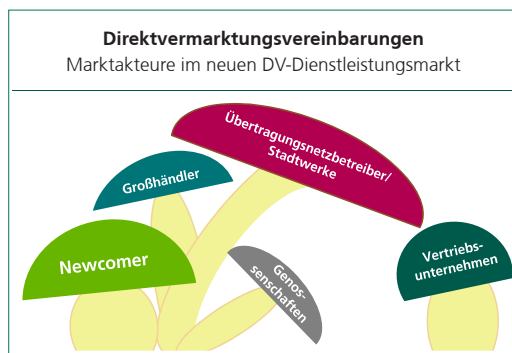 Direktvermarktungsvereinbarungen
Marktakteure im neuen DV-Dienstleistungsmarkt
Übertragungsnetzbetreiber/
Stadtwerke
Großhändler
Newcomer
Genos-
senschaften
Vertriebs-
unternehmen